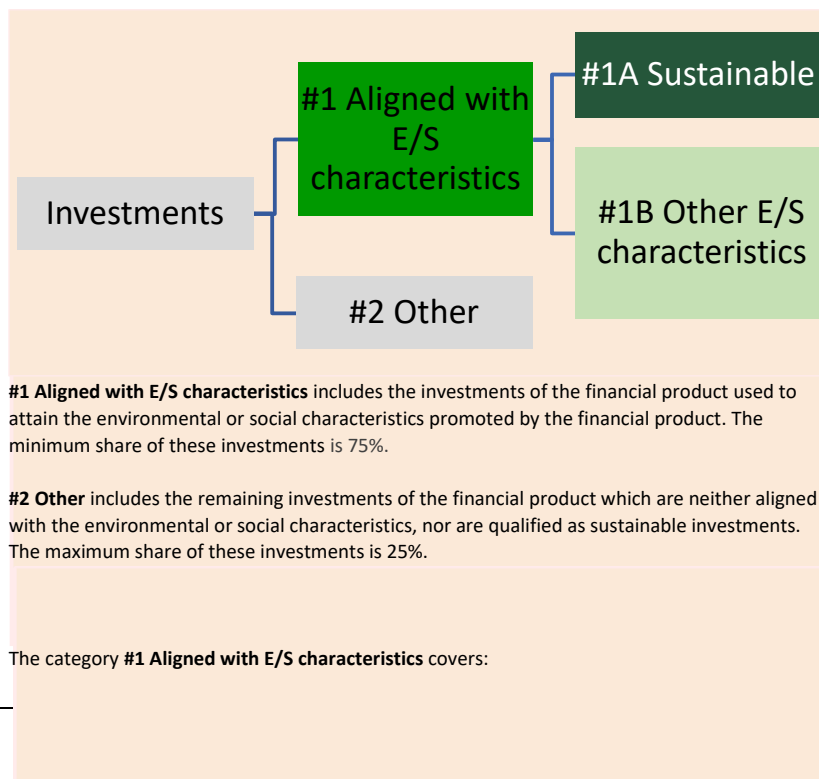 #1A Sustainable
#1 Aligned with
E/S
characteristics
Investments
#1B Other E/S
characteristics
#2 Other
#1 Aligned with E/S characteristics includes the investments of the financial product used to
attain the environmental or social characteristics promoted by the financial product. The
minimum share of these investments is 75%.
#2 Other includes the remaining investments of the financial product which are neither aligned
with the environmental or social characteristics, nor are qualified as sustainable investments.
The maximum share of these investments is 25%.
The category #1 Aligned with E/S characteristics covers: